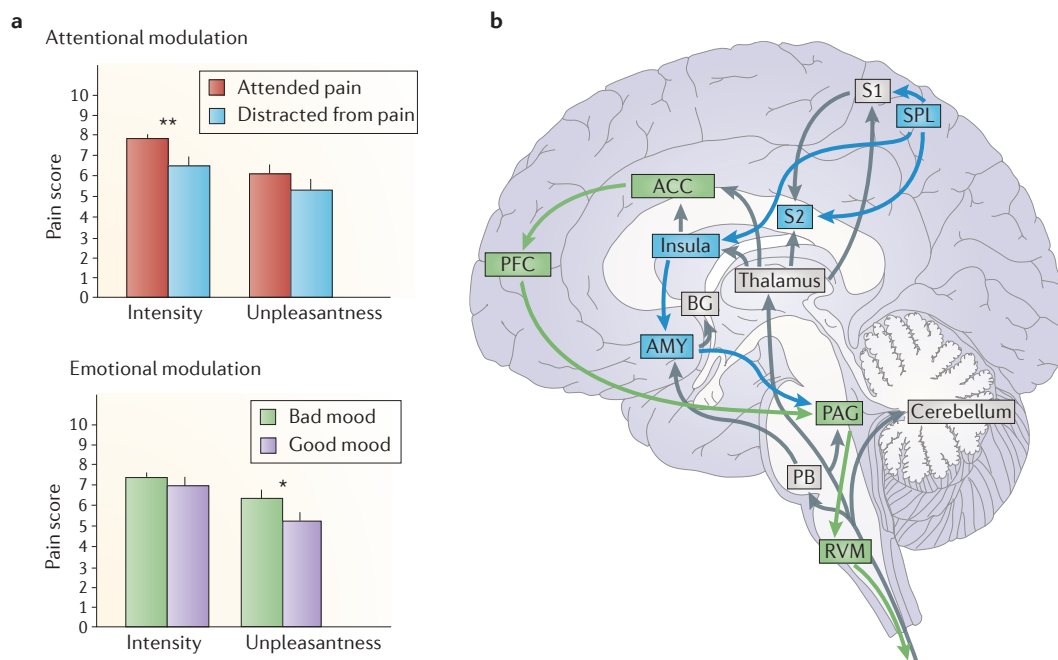 a
Attentional modulation
Attended pain
Distracted from pain
Pain score
10
9
8
7
6
5
4
3
2
1
0
**
Intensity
Unpleasantness
Emotional modulation
Bad mood
Good mood
Pain score
10
9
8
7
6
5
4
3
2
1
0
*
Intensity
Unpleasantness
b
S1
SPL
ACC
S2
Insula
PFC
Thalamus
BG
AMY
PAG
Cerebellum
PB
RVM